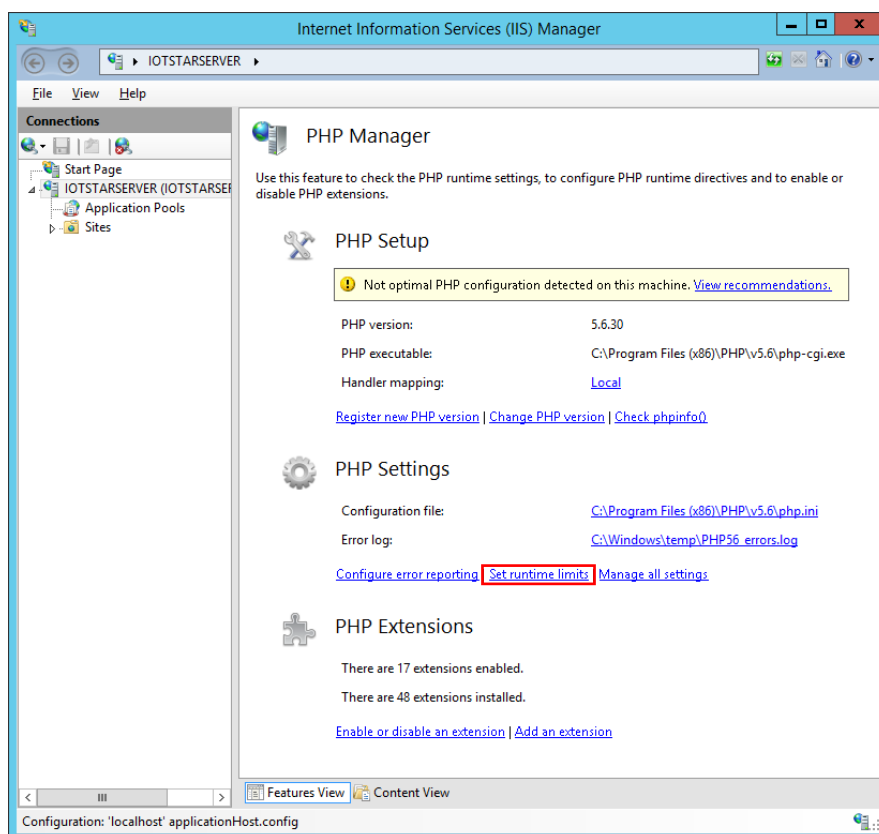 Internet Information Services (IIS) Manager
IOTSTARSERVER
File View Help
Connections
Start Page
IOTSTARSERVER (IOTSTARSEF
Application Pools
Sites
PHP Manager
Use this feature to check the PHP runtime settings, to configure PHP runtime directives and to enable or
disable PHP extensions.
PHP Setup
Not optimal PHP configuration detected on this machine. View recommendations.
PHP version: 5.6.30
PHP executable: C:\Program Files (x86)\PHP\v5.6\php-cgi.exe
Handler mapping: Local
Register new PHP version | Change PHP version | Check phpinfo()
PHP Settings
Configuration file: C:\Program Files (x86)\PHP\v5.6\php.ini
Error log: C:\Windows\temp\PHP56_errors.log
Configure error reporting Set runtime limits Manage all settings
PHP Extensions
There are 17 extensions enabled.
There are 48 extensions installed.
Enable or disable an extension | Add an extension
Features View Content View
Configuration: 'localhost' applicationHost.config